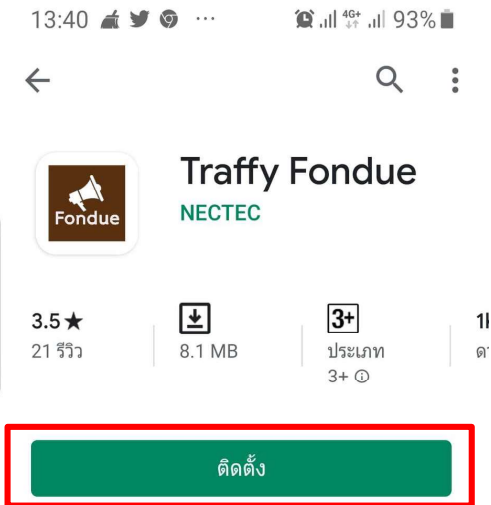 13:40 ... 4G+ 93%
Traffy Fondue
Fondue
NECTEC
3.5★ 3+
21 รีวิว 8.1 MB ประเภท
3+
ติดตั้ง